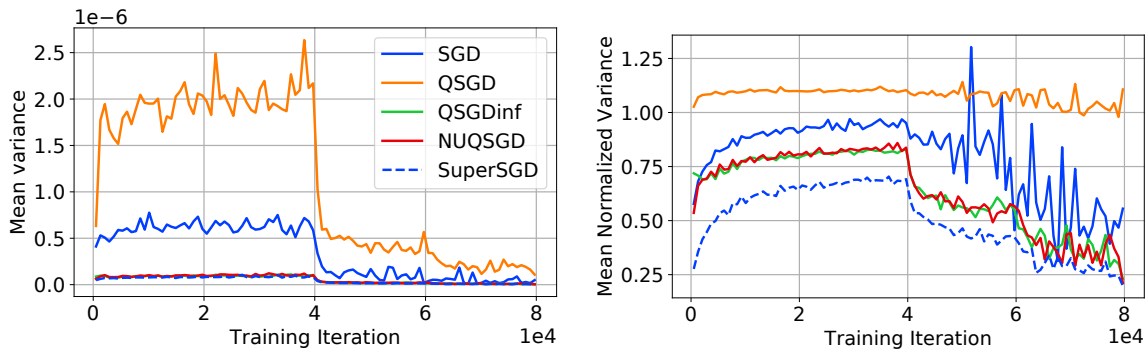 1e−6
Mean variance
2.5
2.0
1.5
1.0
0.5
0.0
SGD
QSGD
QSGDinf
NUQSGD
SuperSGD
0 2 4 6 8
Training Iteration 1e4
Mean Normalized Variance
1.25
1.00
0.75
0.50
0.25
0 2 4 6 8
Training Iteration 1e4